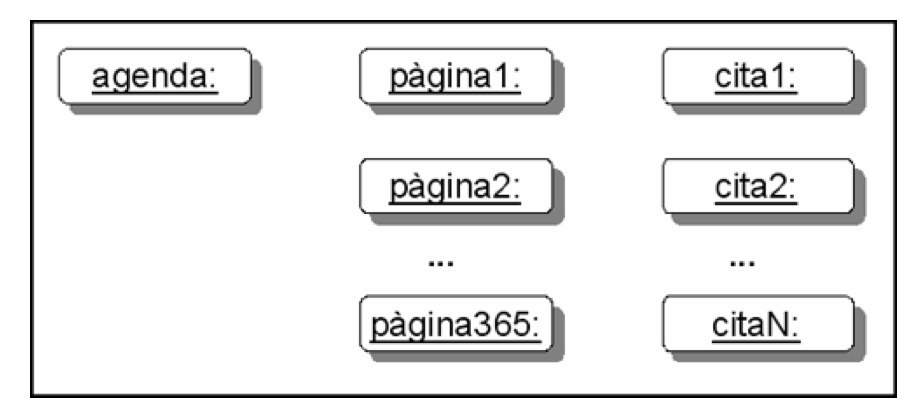 agenda: pàgina1: cita1:
pàgina2: cita2:
... ...
pàgina365: citaN: